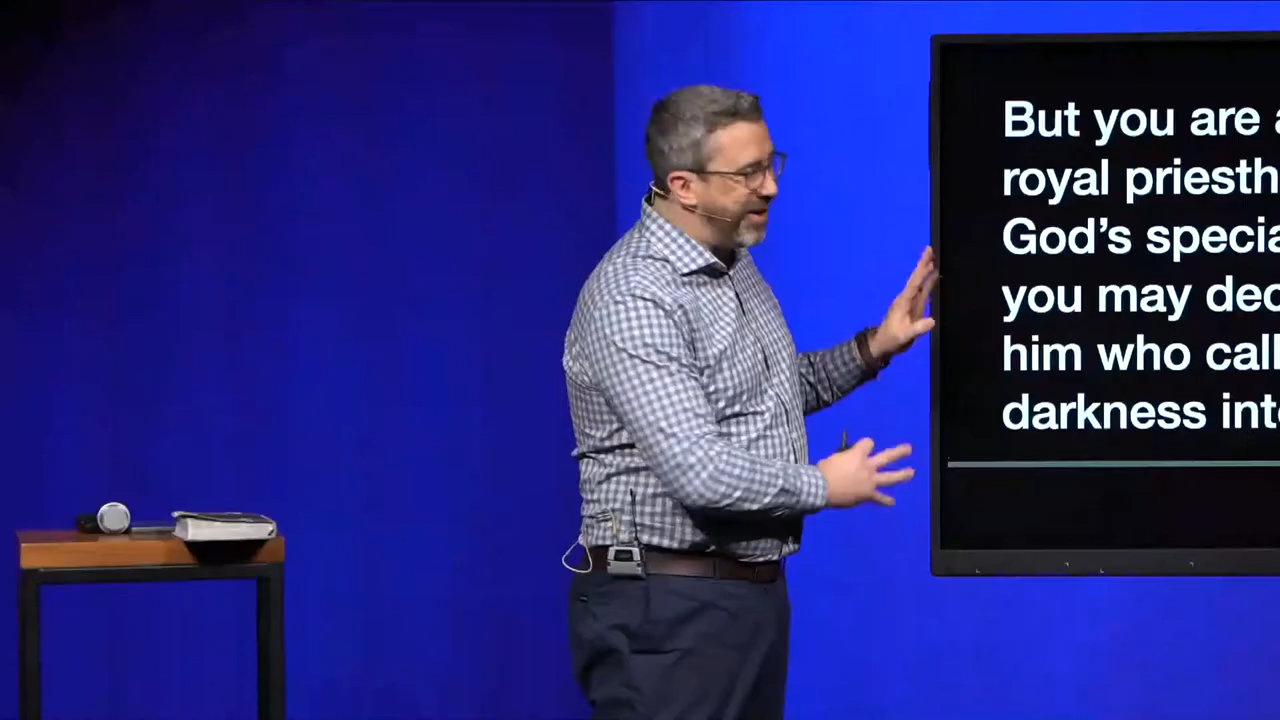 But you are
royal priesth
God's specia
you may dec
him who call
darkness int